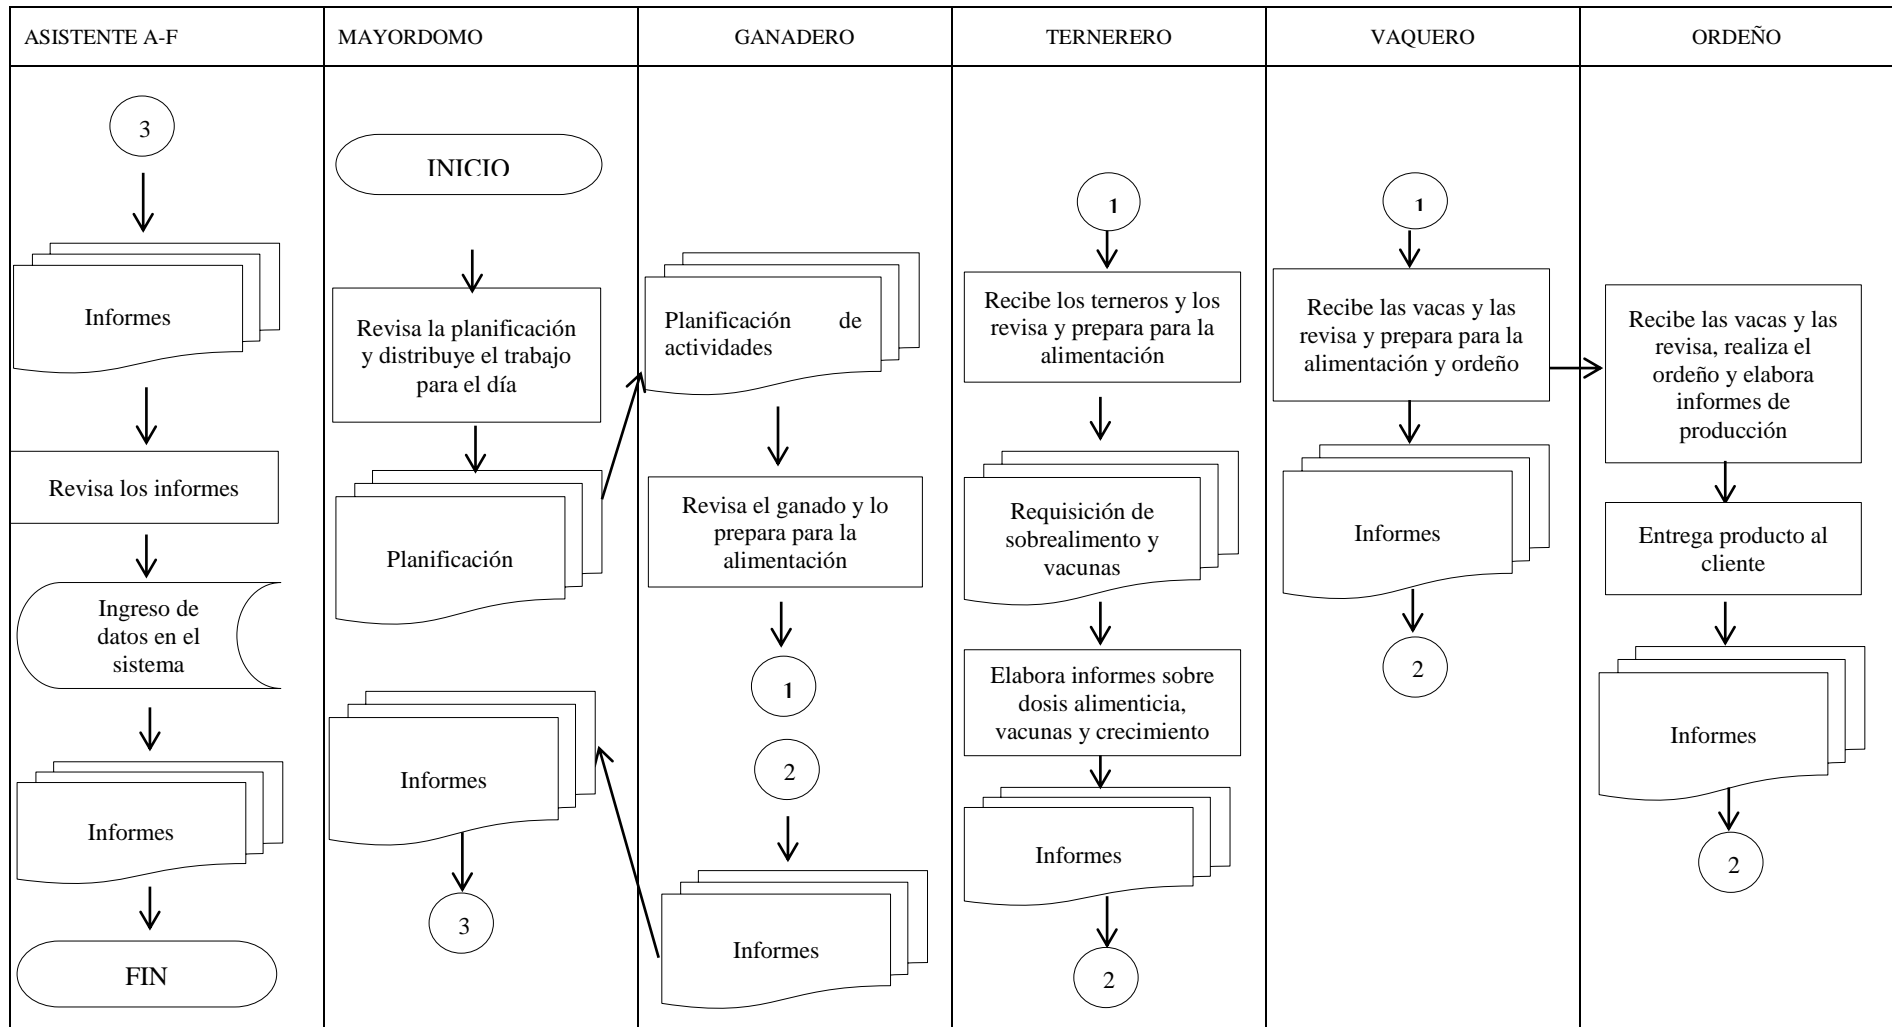 ASISTENTE A-F
MAYORDOMO
GANADERO
TERNERERO
VAQUERO
ORDEÑO
3
Informes
Revisa los informes
Ingreso de
datos en el
sistema
Informes
FIN
INICIO
Revisa la planificación
y distribuye el trabajo
para el día
Planificación
Informes
3
Planificación de
actividades
Revisa el ganado y lo
prepara para la
alimentación
1
2
Informes
1
Recibe los terneros y los
revisa y prepara para la
alimentación
Requisición de
sobrealimento y
vacunas
Elabora informes sobre
dosis alimenticia,
vacunas y crecimiento
Informes
2
1
Recibe las vacas y las
revisa y prepara para la
alimentación y ordeño
Informes
2
Recibe las vacas y las
revisa, realiza el
ordeño y elabora
informes de
producción
Entrega producto al
cliente
Informes
2